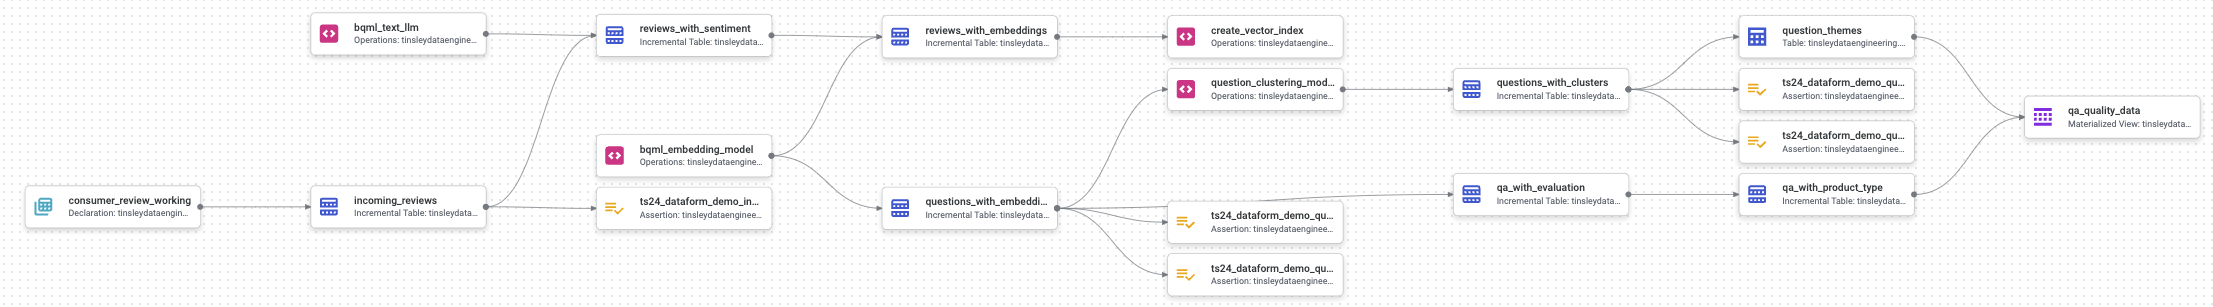 bqml_text_llm
Operations: tinsleydataengine...
reviews_with_sentiment
Incremental Table: tinsleydata...
reviews_with_embeddings
Incremental Table: tinsleydata...
create_vector_index
Operations: tinsleydataengine...
question_themes
Table: tinsleydataengineering....
question_clustering_mod...
Operations: tinsleydataengine...
questions_with_clusters
Incremental Table: tinsleydata...
ts24_dataform_demo_qu...
Assertion: tinsleydataenginee...
qa_quality_data
Materialized View: tinsleydata...
bqml_embedding_model
Operations: tinsleydataengine...
ts24_dataform_demo_qu...
Assertion: tinsleydataenginee...
consumer_review_working
Declaration: tinsleydataengin...
incoming_reviews
Incremental Table: tinsleydata...
ts24_dataform_demo_in...
Assertion: tinsleydataenginee...
questions_with_embeddi...
Incremental Table: tinsleydata...
qa_with_evaluation
Incremental Table: tinsleydata...
qa_with_product_type
Incremental Table: tinsleydata...
ts24_dataform_demo_qu...
Assertion: tinsleydataenginee...
ts24_dataform_demo_qu...
Assertion: tinsleydataenginee...